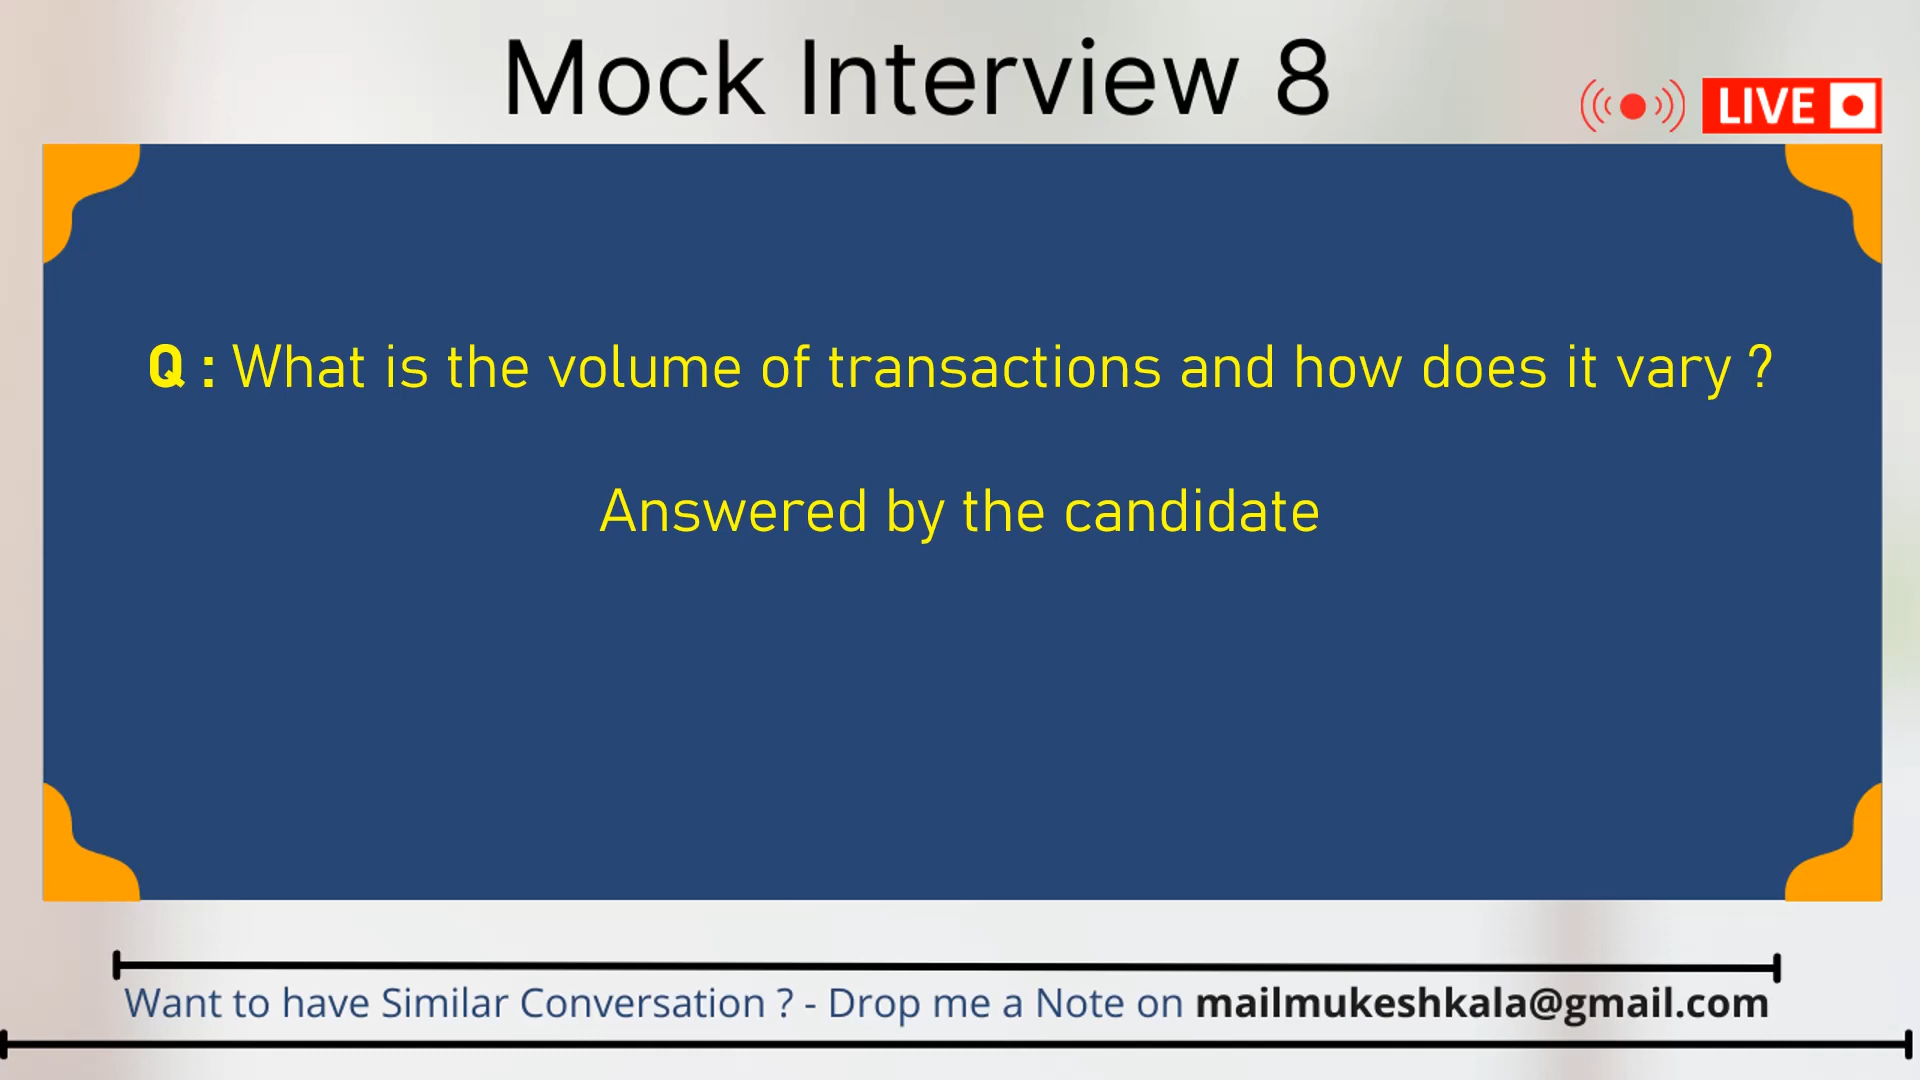 Mock Interview 8
LIVE
Q : What is the volume of transactions and how does it vary ?
Answered by the candidate
Want to have Similar Conversation ? - Drop me a Note on mailmukeshkala@gmail.com